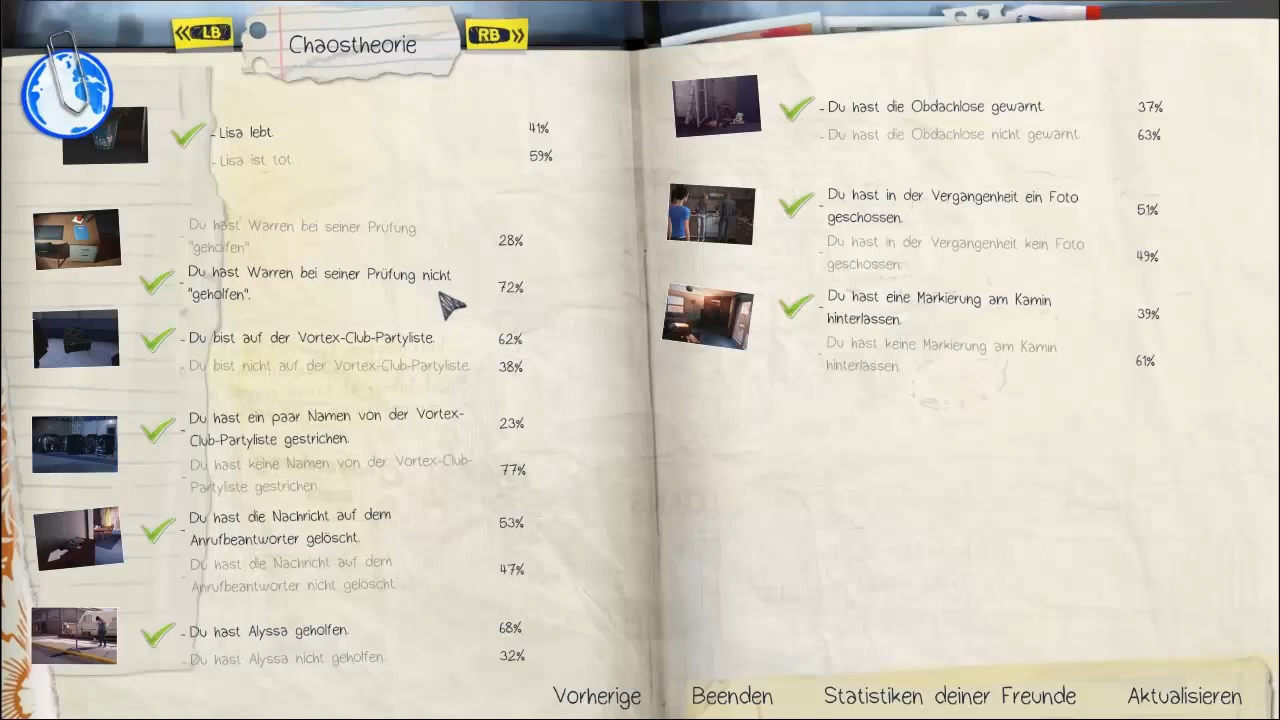 LB
Chaostheorie
RB
- Lisa lebt. 41%
- Lisa ist tot. 59%
- Du hast Warren bei seiner Prüfung
"geholfen". 28%
- Du hast Warren bei seiner Prüfung nicht
"geholfen". 72%
- Du bist auf der Vortex-Club-Partyliste. 62%
- Du bist nicht auf der Vortex-Club-Partyliste. 38%
- Du hast ein paar Namen von der Vortex-
Club-Partyliste gestrichen. 23%
- Du hast keine Namen von der Vortex-Club-
Partyliste gestrichen. 77%
- Du hast die Nachricht auf dem
Anrufbeantworter gelöscht. 53%
- Du hast die Nachricht auf dem
Anrufbeantworter nicht gelöscht. 47%
- Du hast Alyssa geholfen. 68%
- Du hast Alyssa nicht geholfen. 32%
- Du hast die Obdachlose gewarnt. 37%
- Du hast die Obdachlose nicht gewarnt. 63%
- Du hast in der Vergangenheit ein Foto
geschossen. 51%
- Du hast in der Vergangenheit kein Foto
geschossen. 49%
- Du hast eine Markierung am Kamin
hinterlassen. 39%
- Du hast keine Markierung am Kamin
hinterlassen. 61%
Vorherige Beenden Statistiken deiner Freunde Aktualisieren